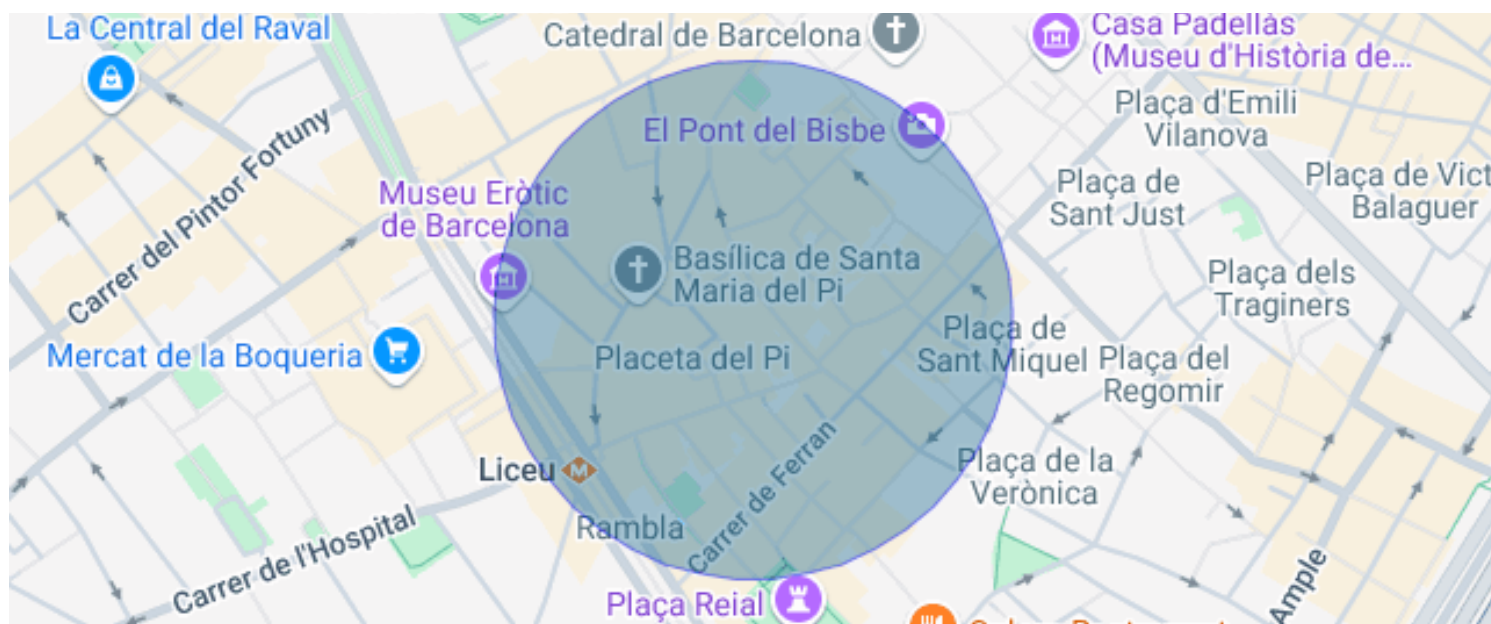 La Central del Raval
Catedral de Barcelona
Casa Padellàs
(Museu d'Història de...
Plaça d'Emili
Vilanova
El Pont del Bisbe
Carrer del Pintor Fortuny
Museu Eròtic
de Barcelona
Plaça de
Sant Just
Plaça de Vict
Balaguer
Basílica de Santa
Maria del Pi
Plaça dels
Traginers
Mercat de la Boqueria
Placeta del Pi
Plaça de
Sant Miquel
Plaça del
Regomir
Liceu
M
Carrer de Ferran
Plaça de la
Verònica
Rambla
Carrer de l'Hospital
Plaça Reial
Ample